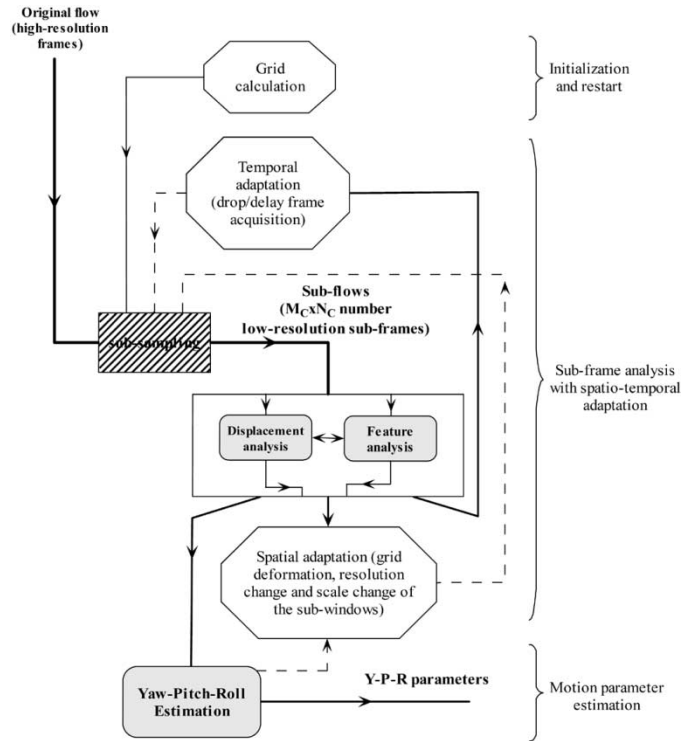 Original flow
(high-resolution
frames)
Grid
calculation
Initialization
and restart
Temporal
adaptation
(drop/delay frame
acquisition)
Sub-flows
(MCxNC number
low-resolution sub-frames)
sub-sampling
Sub-frame analysis
with spatio-temporal
adaptation
Displacement
analysis
Feature
analysis
Spatial adaptation (grid
deformation, resolution
change and scale change of
the sub-windows)
Yaw-Pitch-Roll
Estimation
Y-P-R parameters
Motion parameter
estimation